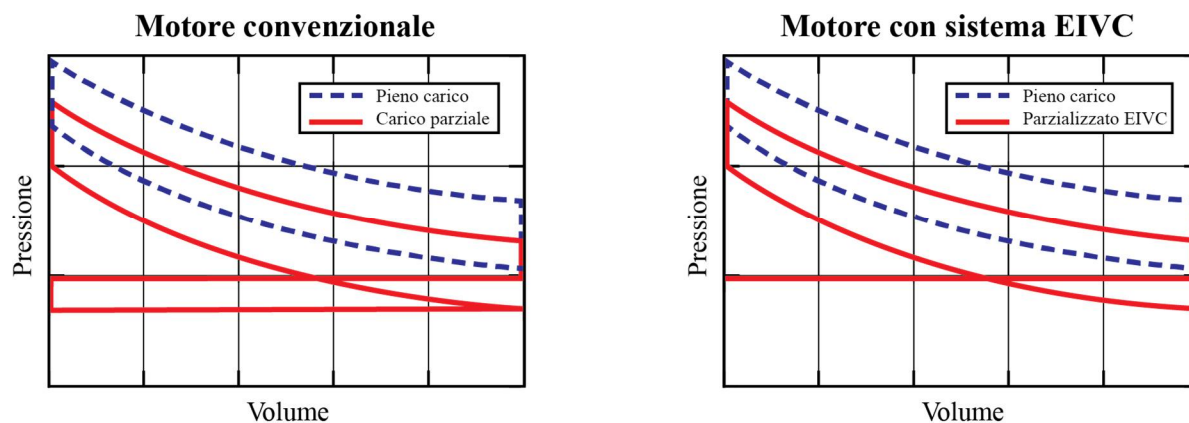 Motore convenzionale
Pieno carico
Carico parziale
Pressione
Volume
Motore con sistema EIVC
Pieno carico
Parzializzato EIVC
Pressione
Volume